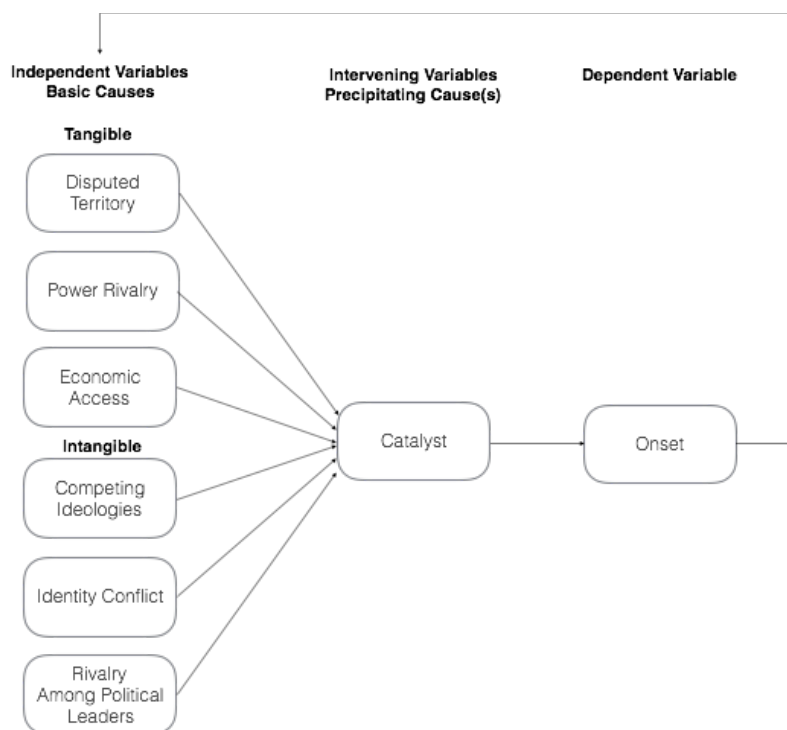 Independent Variables
Basic Causes
Intervening Variables
Precipitating Cause(s)
Dependent Variable
Tangible
Disputed
Territory
Power Rivalry
Economic
Access
Intangible
Competing
Ideologies
Identity Conflict
Rivalry
Among Political
Leaders
Catalyst
Onset